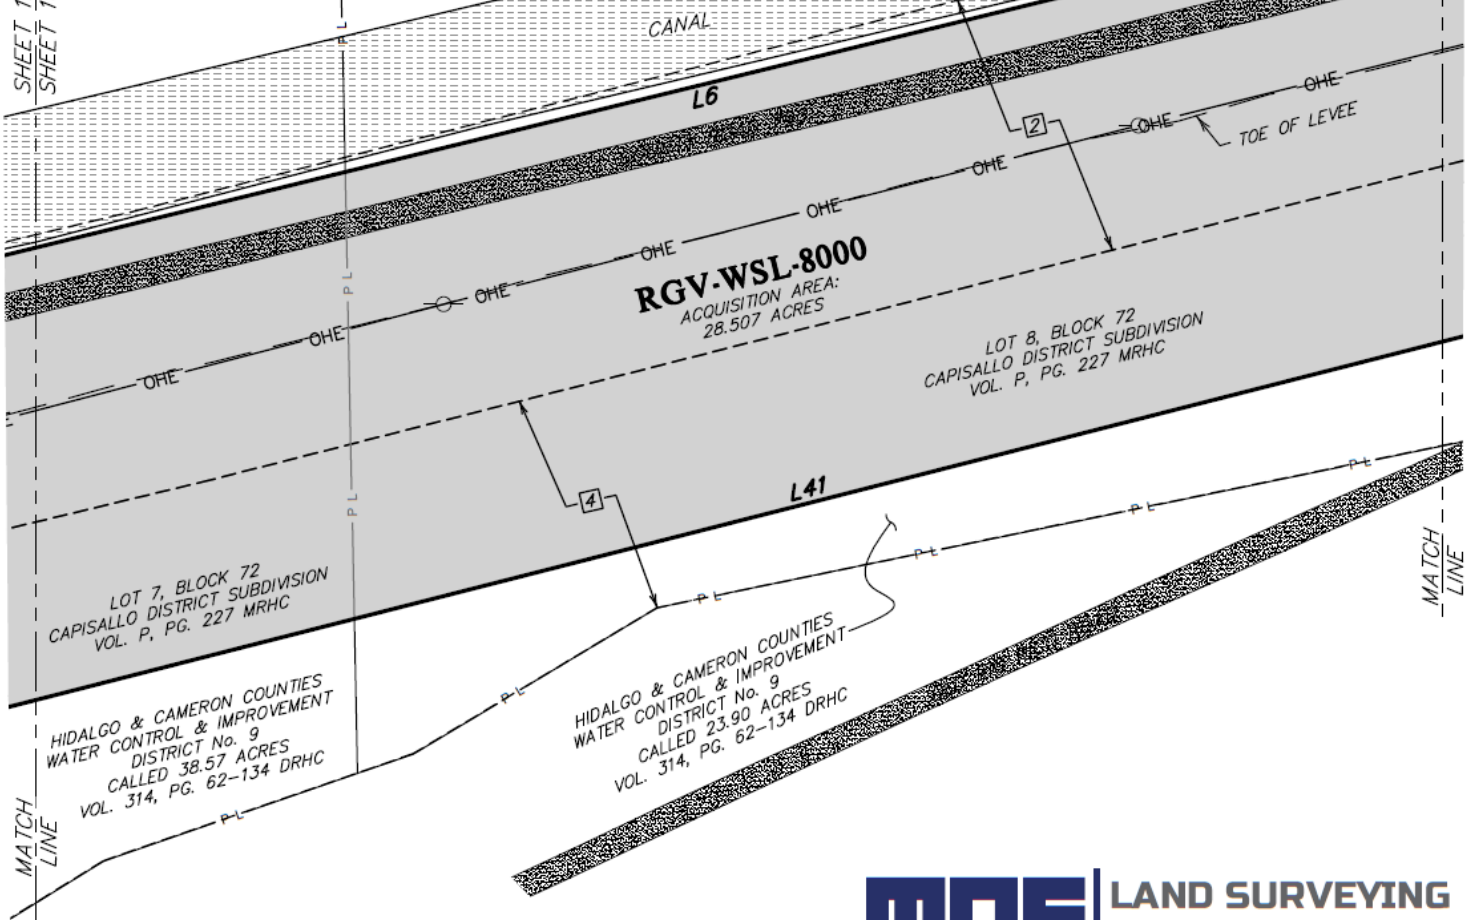 SHEET 1
SHEET 1
P L
CANAL
L6
OHE
OHE
2
TOE OF LEVEE
OHE
OHE
OHE
P L
OHE
OHE
OHE
RGV-WSL-8000
ACQUISITION AREA:
28.507 ACRES
LOT 8, BLOCK 72
CAPISALLO DISTRICT SUBDIVISION
VOL. P, PG. 227 MRHC
P L
4
L41
P L
P L
P L
P L
P L
P L
MATCH
LINE
LOT 7, BLOCK 72
CAPISALLO DISTRICT SUBDIVISION
VOL. P, PG. 227 MRHC
HIDALGO & CAMERON COUNTIES
WATER CONTROL & IMPROVEMENT
DISTRICT No. 9
CALLED 38.57 ACRES
VOL. 314, PG. 62-134 DRHC
HIDALGO & CAMERON COUNTIES
WATER CONTROL & IMPROVEMENT
DISTRICT No. 9
CALLED 23.90 ACRES
VOL. 314, PG. 62-134 DRHC
MATCH
LINE
LAND SURVEYING